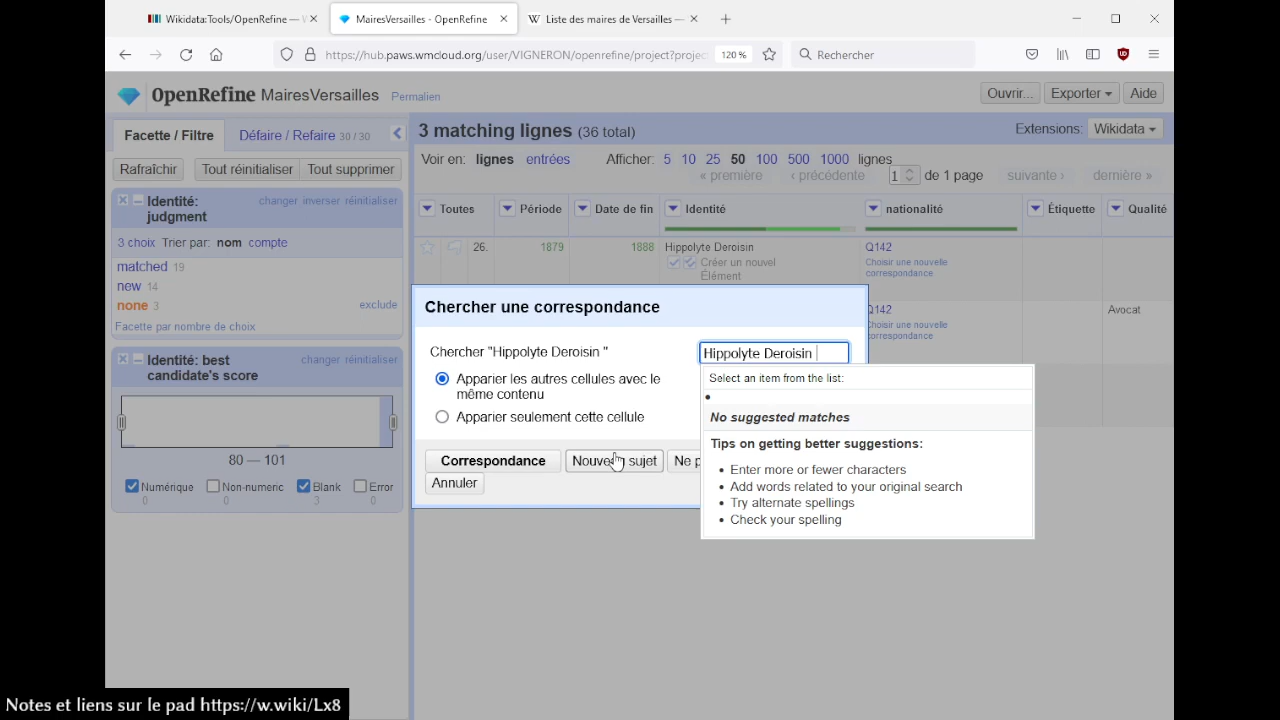 Wikidata:Tools/OpenRefine — W
MairesVersailles - OpenRefine
Liste des maires de Versailles —
https://hub.paws.wmcloud.org/user/VIGNERON/openrefine/project?projec
120 %
Rechercher
OpenRefine MairesVersailles Permalien
Ouvrir... Exporter Aide
Facette / Filtre
Défaire / Refaire 30 / 30
3 matching lignes (36 total)
Extensions: Wikidata
Rafraîchir Tout réinitialiser Tout supprimer
Voir en: lignes entrées Afficher: 5 10 25 50 100 500 1000 lignes
« première ‹ précédente 1 de 1 page suivante › dernière »
Identité: judgment
changer inverser réinitialiser
3 choix Trier par: nom compte
matched 19
new 14
none 3 exclude
Facette par nombre de choix
Identité: best candidate's score
changer réinitialiser
80 — 101
Numérique 0
Non-numeric 0
Blank 3
Error 0
Toutes Période Date de fin Identité nationalité Étiquette Qualité
26. 1879 1888 Hippolyte Deroisin Q142
Créer un nouvel Élément
Choisir une nouvelle correspondance
Q142 Avocat
Choisir une nouvelle correspondance
Chercher une correspondance
Chercher "Hippolyte Deroisin "
Hippolyte Deroisin
Apparier les autres cellules avec le
même contenu
Apparier seulement cette cellule
Correspondance Nouveau sujet Ne p
Annuler
Select an item from the list:
No suggested matches
Tips on getting better suggestions:
Enter more or fewer characters
Add words related to your original search
Try alternate spellings
Check your spelling
Notes et liens sur le pad https://w.wiki/Lx8